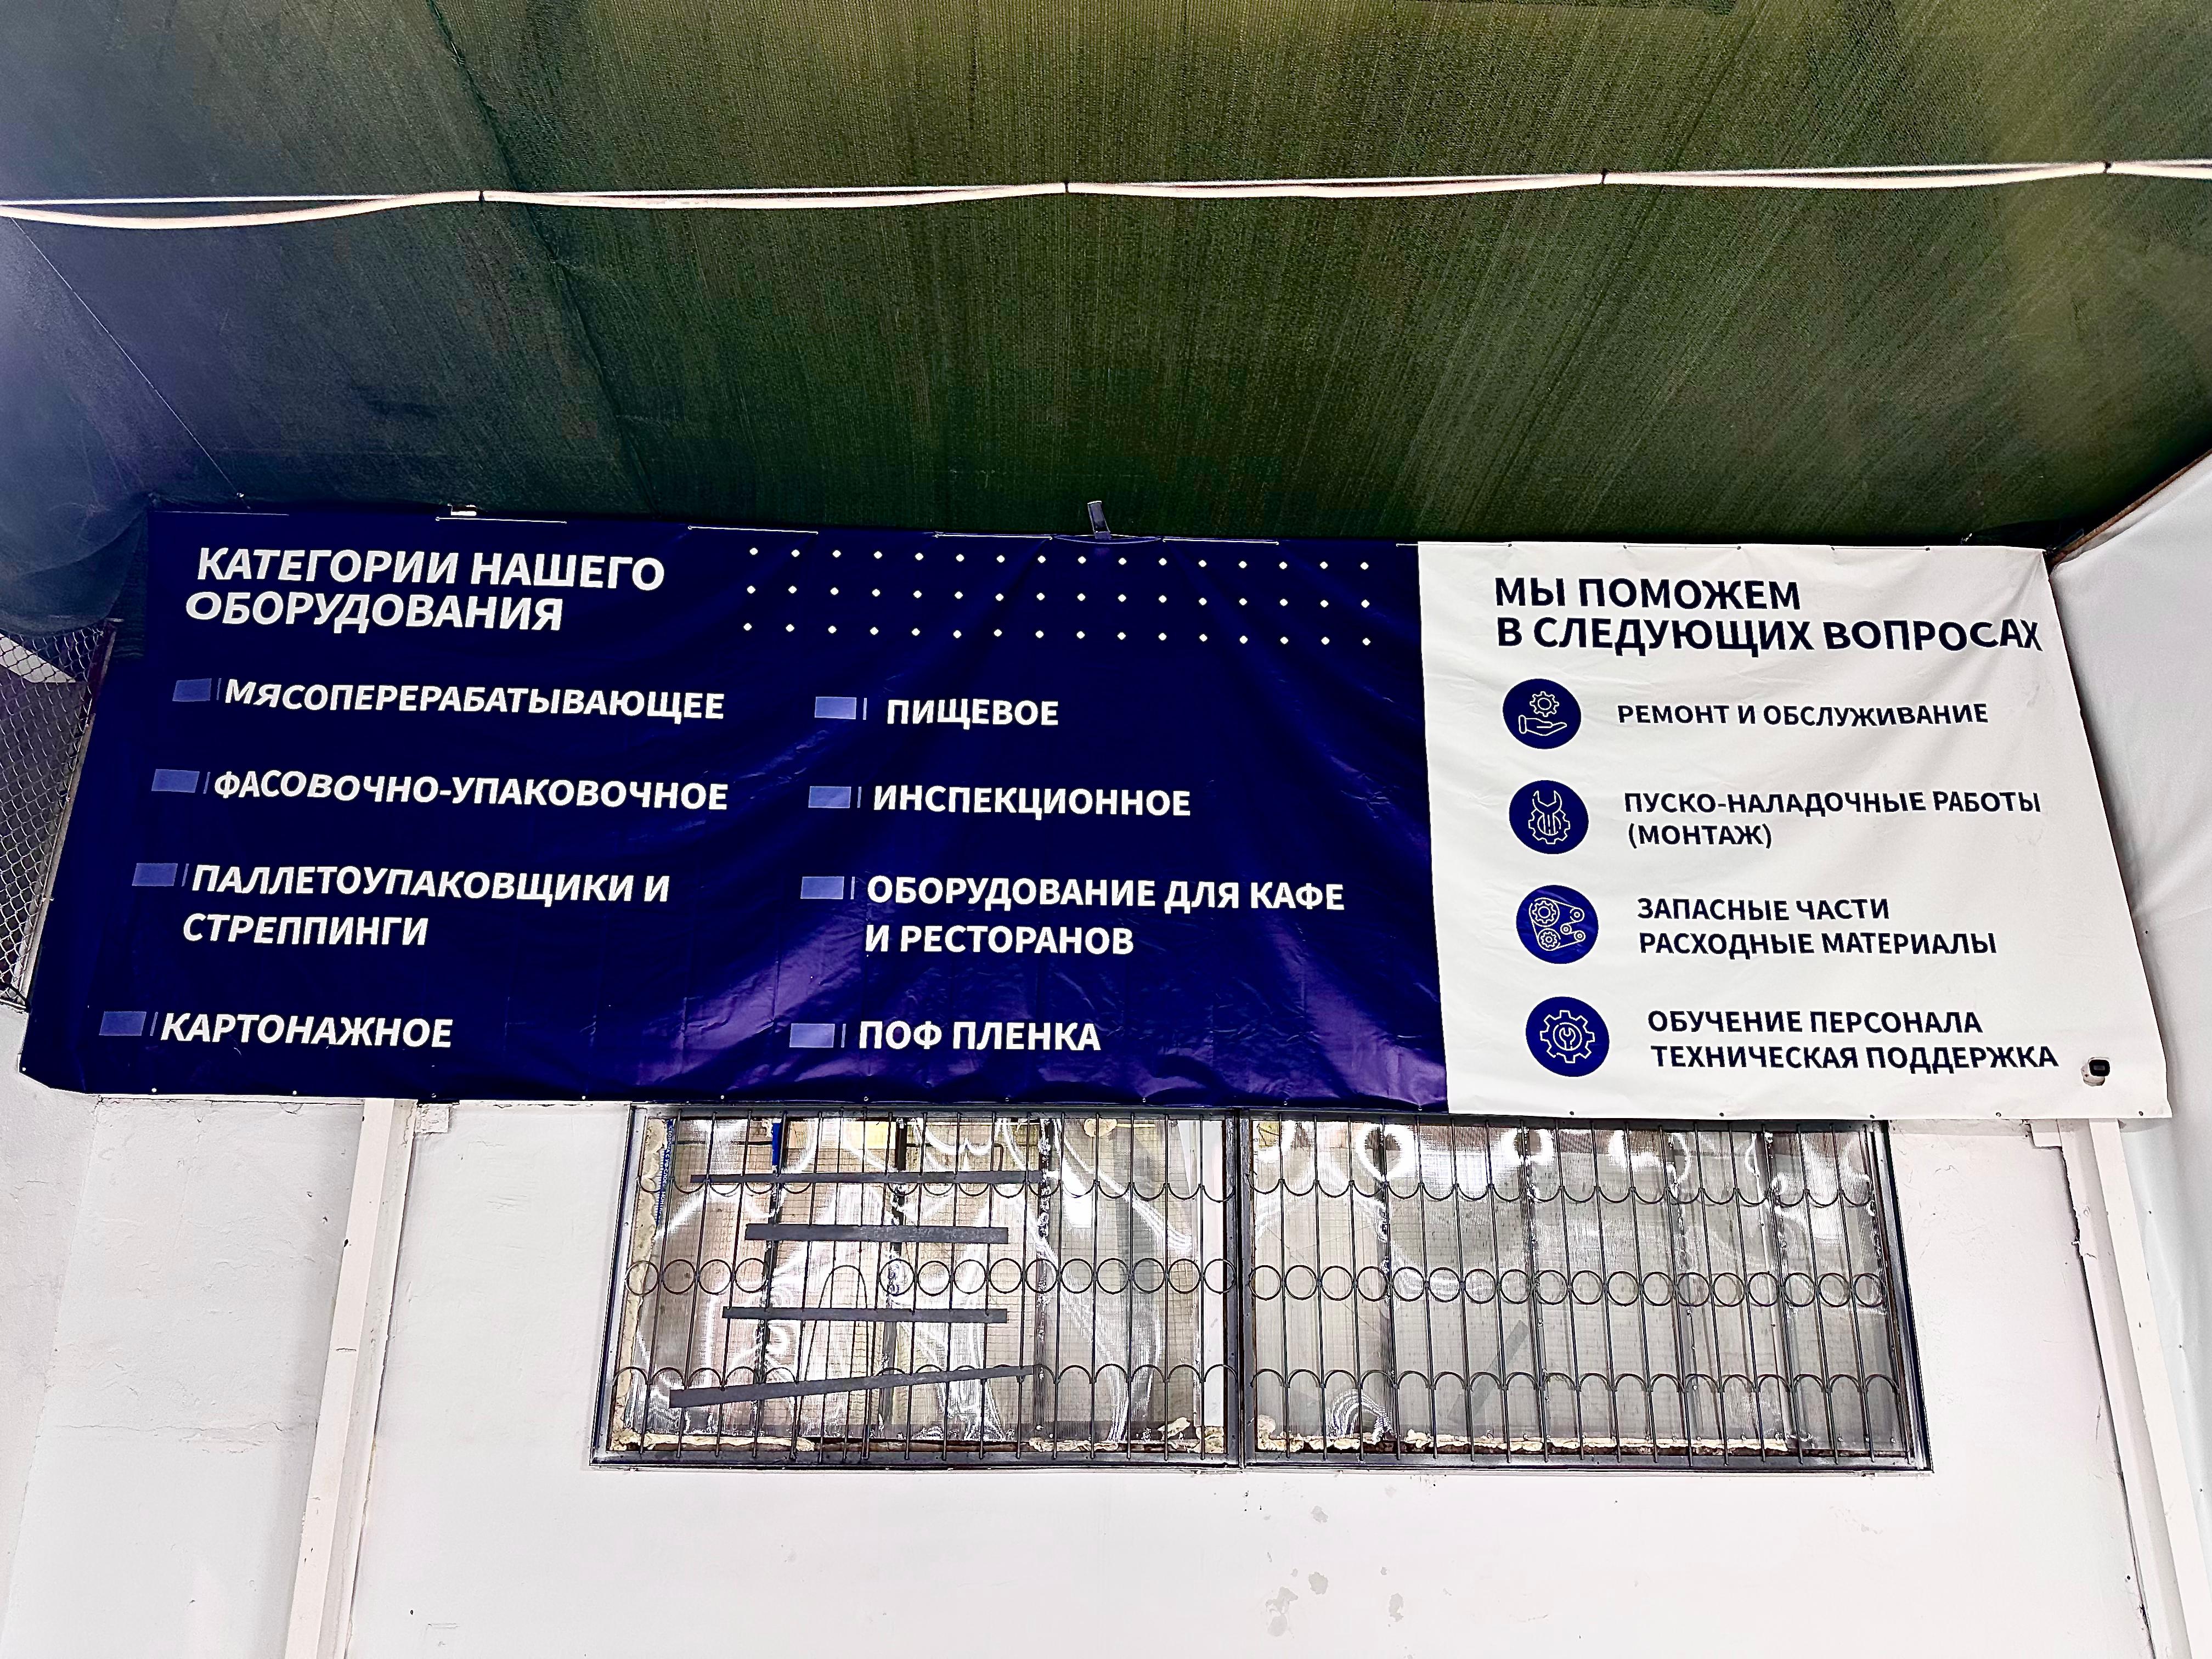 КАТЕГОРИИ НАШЕГО
ОБОРУДОВАНИЯ
МЯСОПЕРЕРАБАТЫВАЮЩЕЕ
ФАСОВОЧНО-УПАКОВОЧНОЕ
ПАЛЛЕТОУПАКОВЩИКИ И
СТРЕППИНГИ
КАРТОНАЖНОЕ
ПИЩЕВОЕ
ИНСПЕКЦИОННОЕ
ОБОРУДОВАНИЕ ДЛЯ КАФЕ
И РЕСТОРАНОВ
ПОФ ПЛЕНКА
МЫ ПОМОЖЕМ
В СЛЕДУЮЩИХ ВОПРОСАХ
РЕМОНТ И ОБСЛУЖИВАНИЕ
ПУСКО-НАЛАДОЧНЫЕ РАБОТЫ
(МОНТАЖ)
ЗАПАСНЫЕ ЧАСТИ
РАСХОДНЫЕ МАТЕРИАЛЫ
ОБУЧЕНИЕ ПЕРСОНАЛА
ТЕХНИЧЕСКАЯ ПОДДЕРЖКА